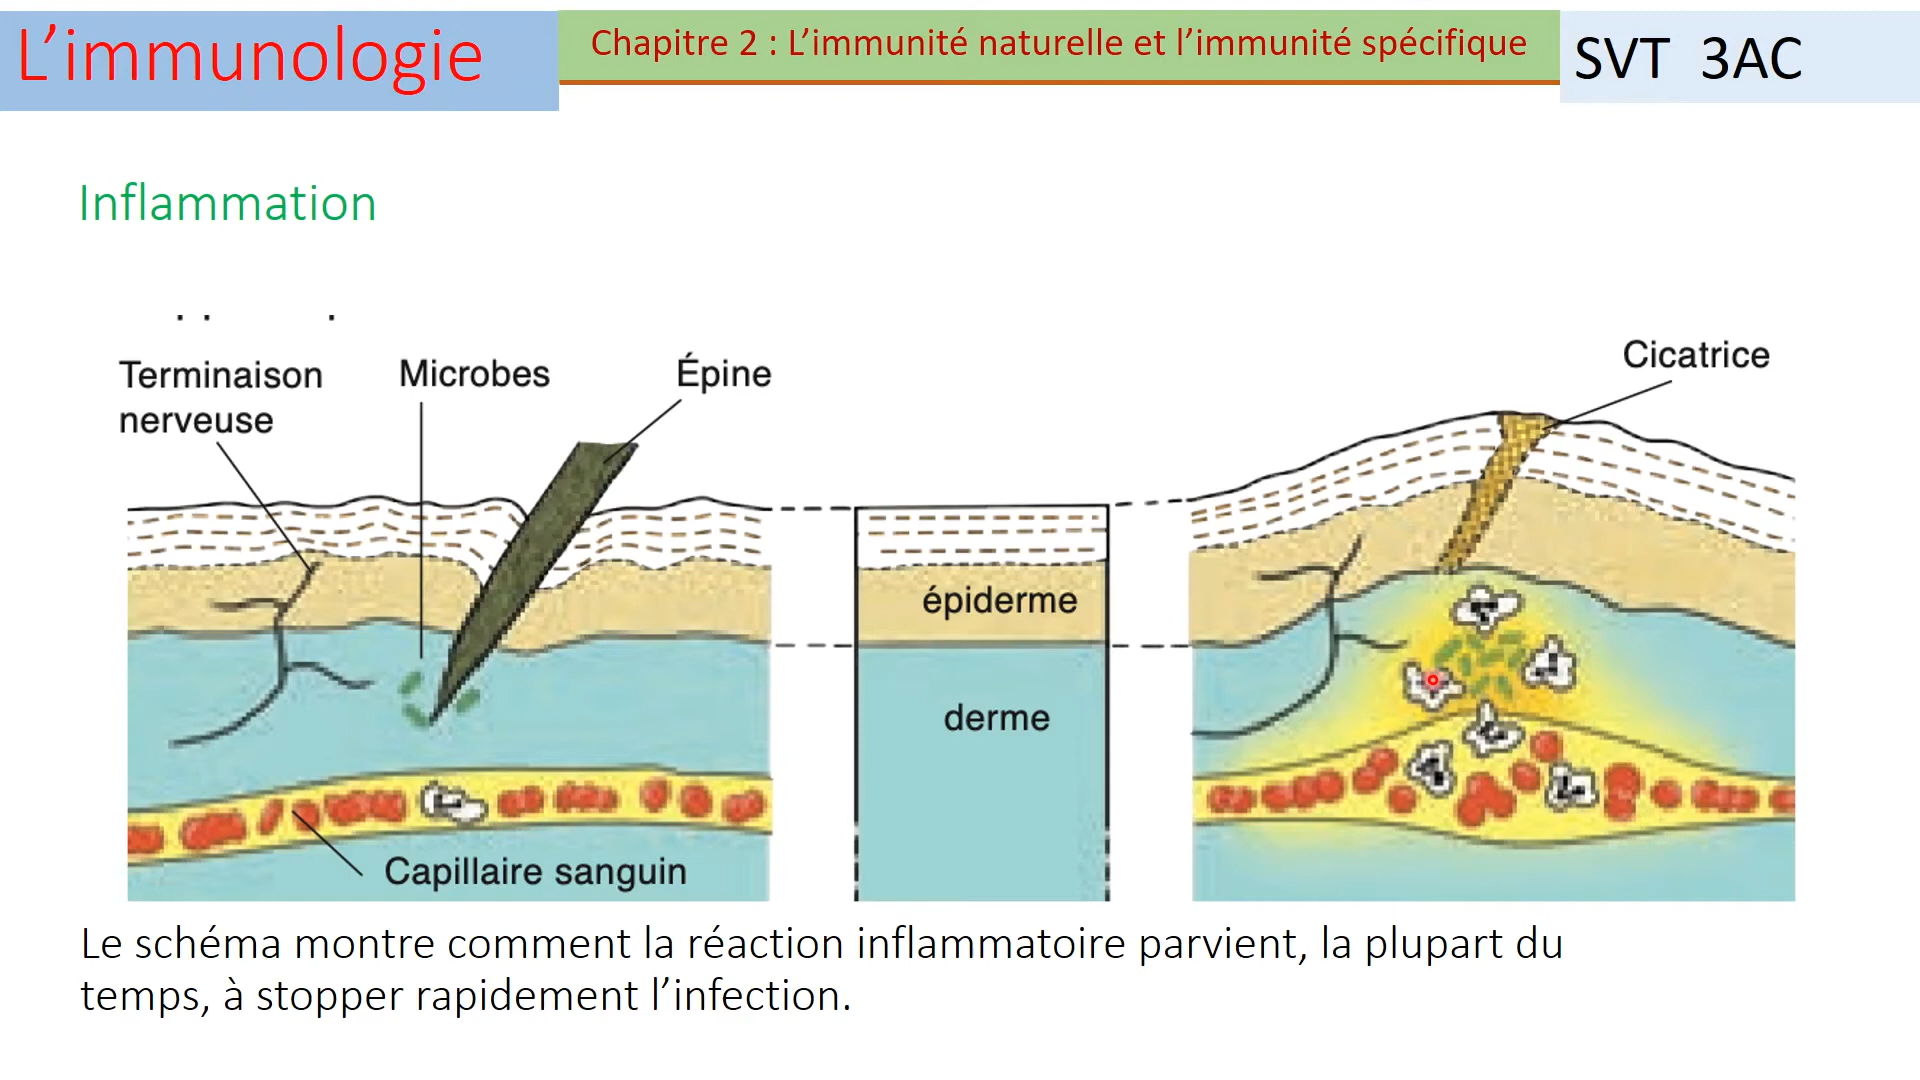 L’immunologie
Chapitre 2 : L’immunité naturelle et l’immunité spécifique
SVT 3AC
Inflammation
Terminaison
nerveuse
Microbes
Épine
Cicatrice
épiderme
derme
Capillaire sanguin
Le schéma montre comment la réaction inflammatoire parvient, la plupart du
temps, à stopper rapidement l’infection.